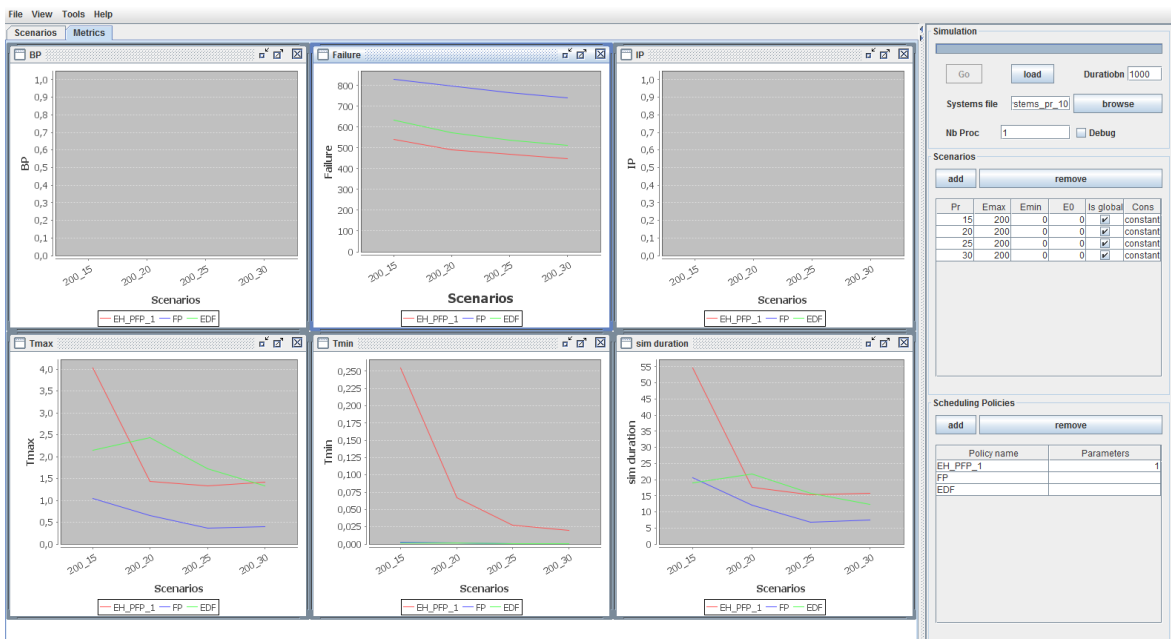 File View Tools Help
Scenarios Metrics
BP
1,0
0,9
0,8
0,7
0,6
0,5
0,4
0,3
0,2
0,1
0,0
BP
200_15 200_20 200_25 200_30
Scenarios
EH_PFP_1 FP EDF
Failure
800
700
600
500
400
300
200
100
0
Failure
200_15 200_20 200_25 200_30
Scenarios
EH_PFP_1 FP EDF
IP
1,0
0,9
0,8
0,7
0,6
0,5
0,4
0,3
0,2
0,1
0,0
IP
200_15 200_20 200_25 200_30
Scenarios
EH_PFP_1 FP EDF
Tmax
4,0
3,5
3,0
2,5
2,0
1,5
1,0
0,5
0,0
Tmax
200_15 200_20 200_25 200_30
Scenarios
EH_PFP_1 FP EDF
Tmin
0,250
0,225
0,200
0,175
0,150
0,125
0,100
0,075
0,050
0,025
0,000
Tmin
200_15 200_20 200_25 200_30
Scenarios
EH_PFP_1 FP EDF
sim duration
55
50
45
40
35
30
25
20
15
10
5
0
sim duration
200_15 200_20 200_25 200_30
Scenarios
EH_PFP_1 FP EDF
Simulation
Go load Duratiobn 1000
Systems file stems_pr_10 browse
Nb Proc 1 Debug
Scenarios
add remove
Pr Emax Emin E0 Is global Cons
15 200 0 0 constant
20 200 0 0 constant
25 200 0 0 constant
30 200 0 0 constant
Scheduling Policies
add remove
Policy name Parameters
EH_PFP_1 1
FP
EDF